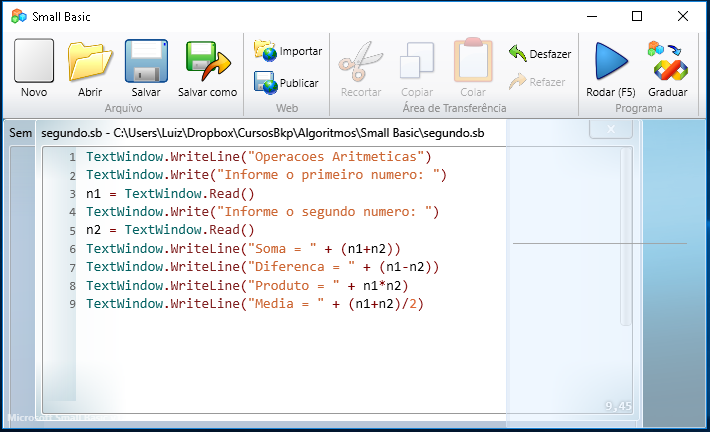 Small Basic
Novo
Abrir
Salvar
Salvar como
Importar
Publicar
Recortar
Copiar
Colar
Desfazer
Refazer
Rodar (F5)
Graduar
Arquivo
Web
Área de Transferência
Programa
Sem
segundo.sb - C:\Users\Luiz\Dropbox\CursosBkp\Algoritmos\Small Basic\segundo.sb
1 TextWindow.WriteLine("Operacoes Aritmeticas")
2 TextWindow.Write("Informe o primeiro numero: ")
3 n1 = TextWindow.Read()
4 TextWindow.Write("Informe o segundo numero: ")
5 n2 = TextWindow.Read()
6 TextWindow.WriteLine("Soma = " + (n1+n2))
7 TextWindow.WriteLine("Diferenca = " + (n1-n2))
8 TextWindow.WriteLine("Produto = " + n1*n2)
9 TextWindow.WriteLine("Media = " + (n1+n2)/2)
9,45
Microsoft Small